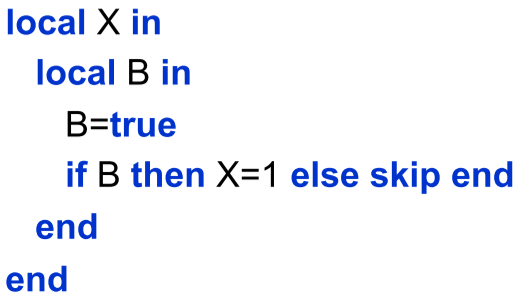 local X in
local B in
B=true
if B then X=1 else skip end
end
end